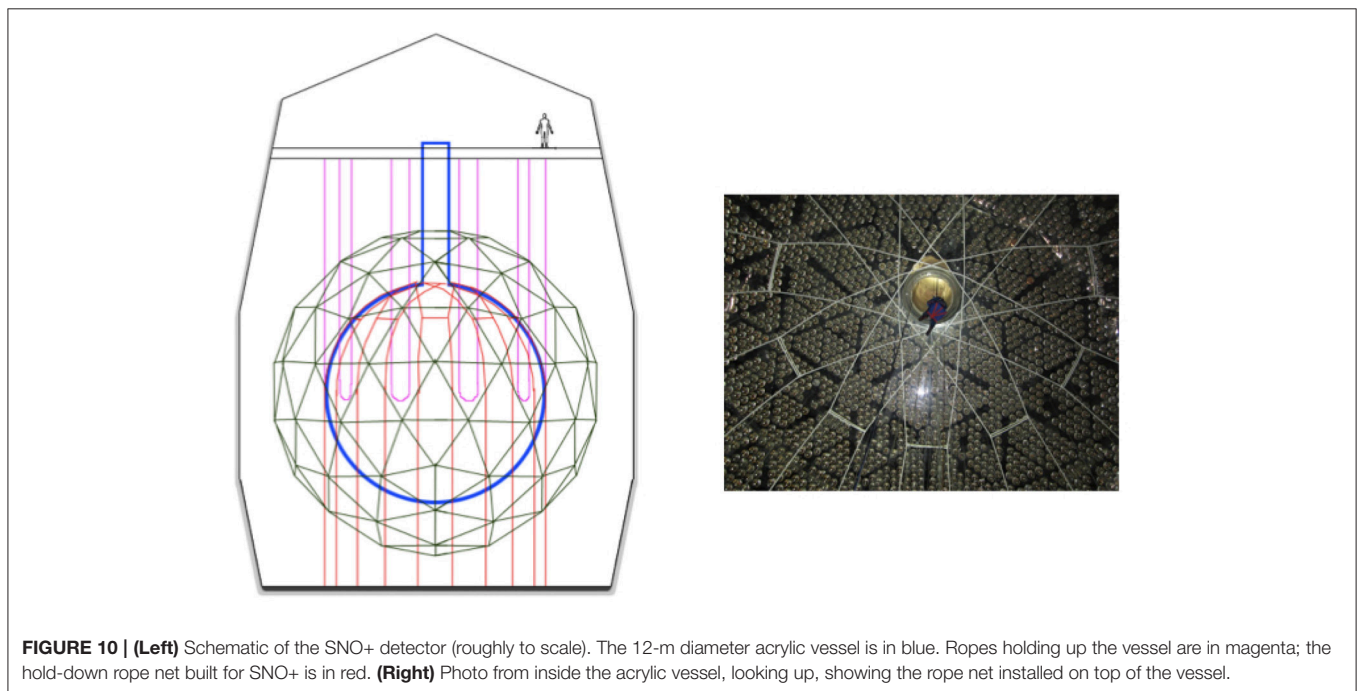 FIGURE 10 | (Left) Schematic of the SNO+ detector (roughly to scale). The 12-m diameter acrylic vessel is in blue. Ropes holding up the vessel are in magenta; the
hold-down rope net built for SNO+ is in red. (Right) Photo from inside the acrylic vessel, looking up, showing the rope net installed on top of the vessel.